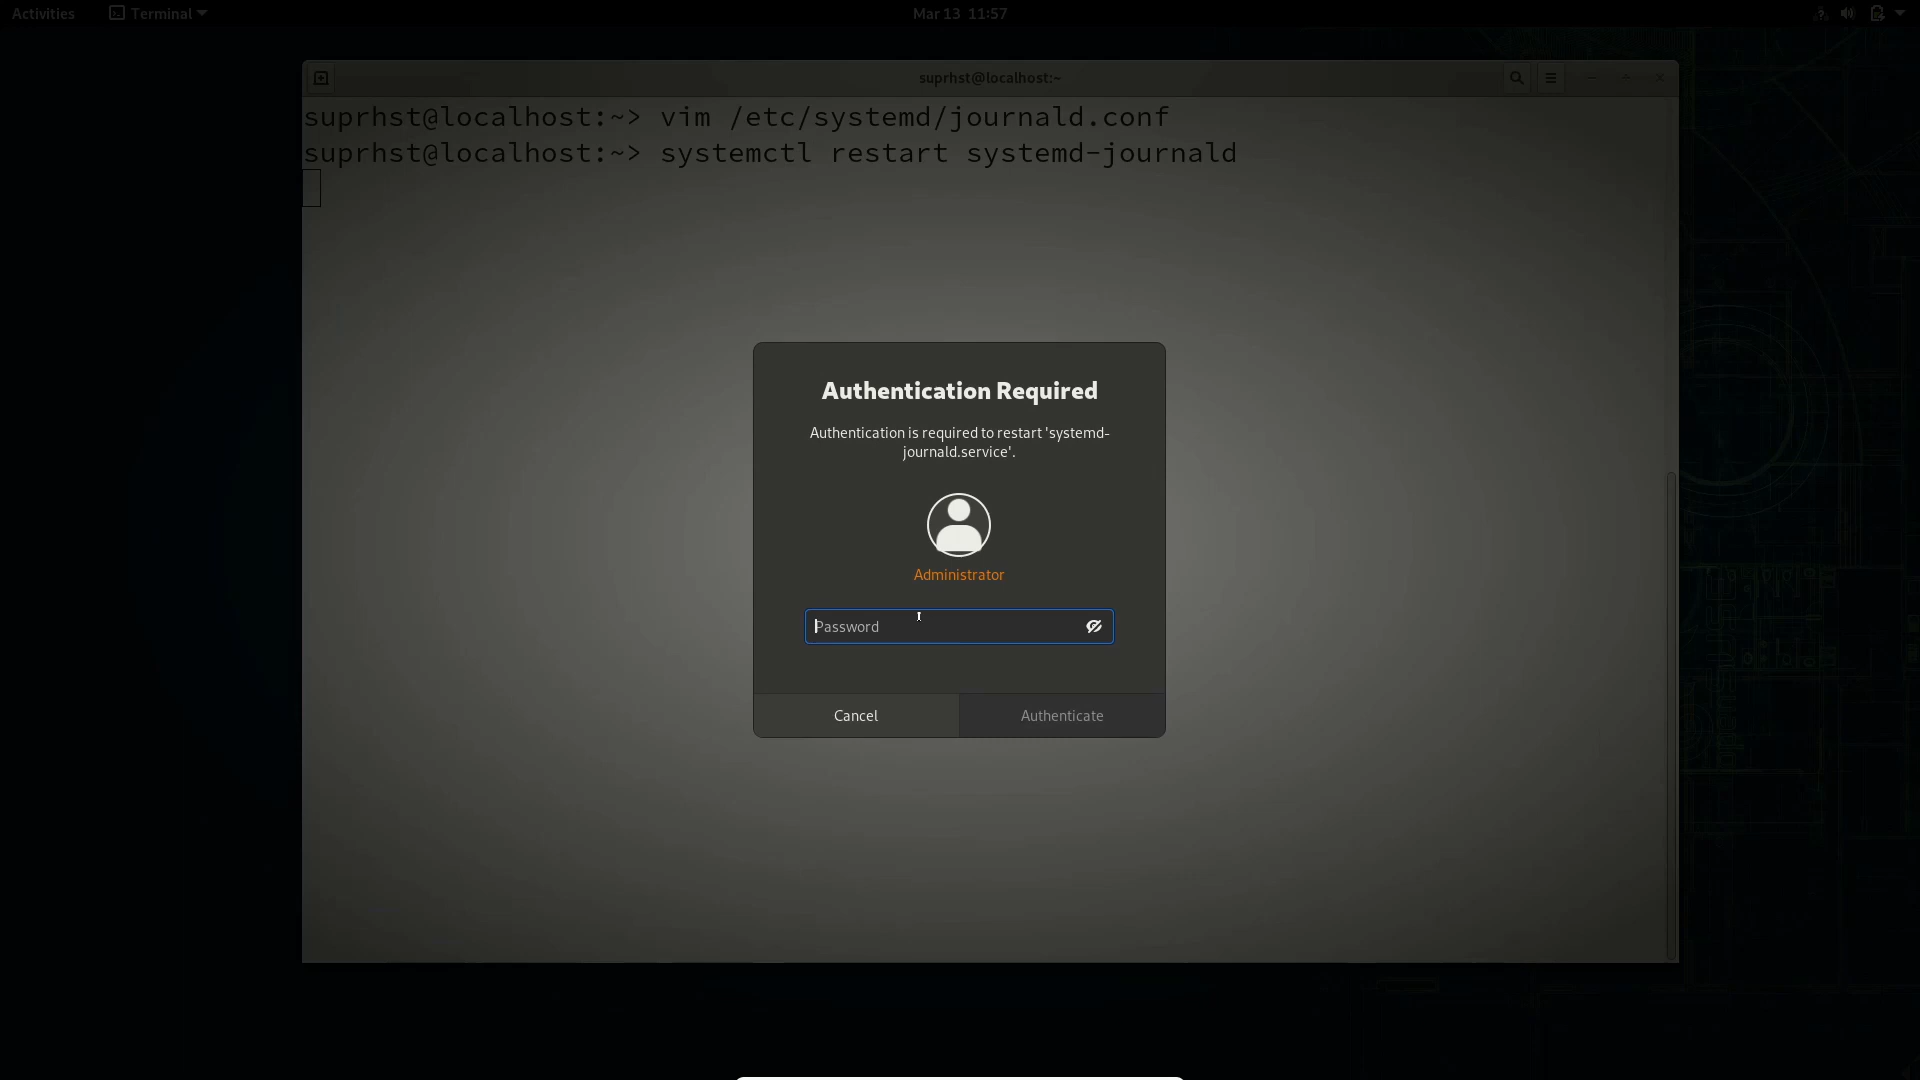 Activities Terminal Mar 13 11:57
suprhst@localhost:~
suprhst@localhost:~> vim /etc/systemd/journald.conf
suprhst@localhost:~> systemctl restart systemd-journald
Authentication Required
Authentication is required to restart 'systemd-
journald.service'.
Administrator
Password
Cancel Authenticate